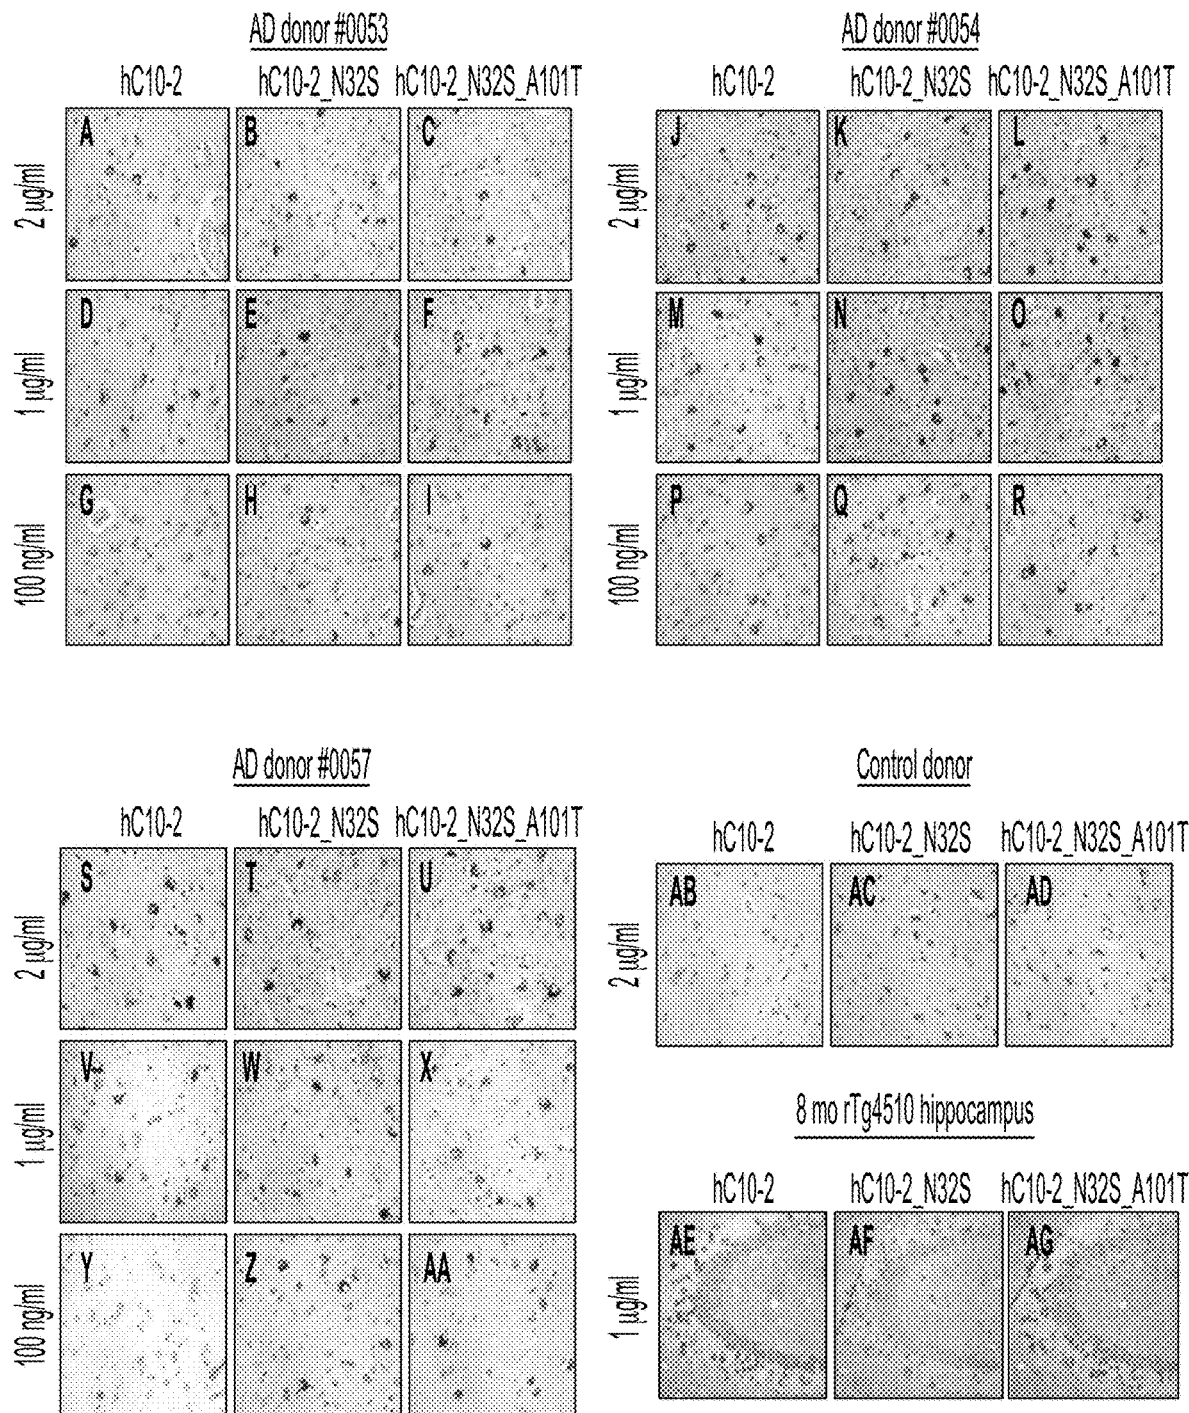 AD donor #0053
hC10-2 hC10-2_N32S hC10-2_N32S_A101T
2 µg/ml A B C
1 µg/ml D E F
100 ng/ml G H I
AD donor #0054
hC10-2 hC10-2_N32S hC10-2_N32S_A101T
2 µg/ml J K L
1 µg/ml M N O
100 ng/ml P Q R
AD donor #0057
hC10-2 hC10-2_N32S hC10-2_N32S_A101T
2 µg/ml S T U
1 µg/ml V W X
100 ng/ml Y Z AA
Control donor
hC10-2 hC10-2_N32S hC10-2_N32S_A101T
2 µg/ml AB AC AD
8 mo rTg4510 hippocampus
hC10-2 hC10-2_N32S hC10-2_N32S_A101T
1 µg/ml AE AF AG